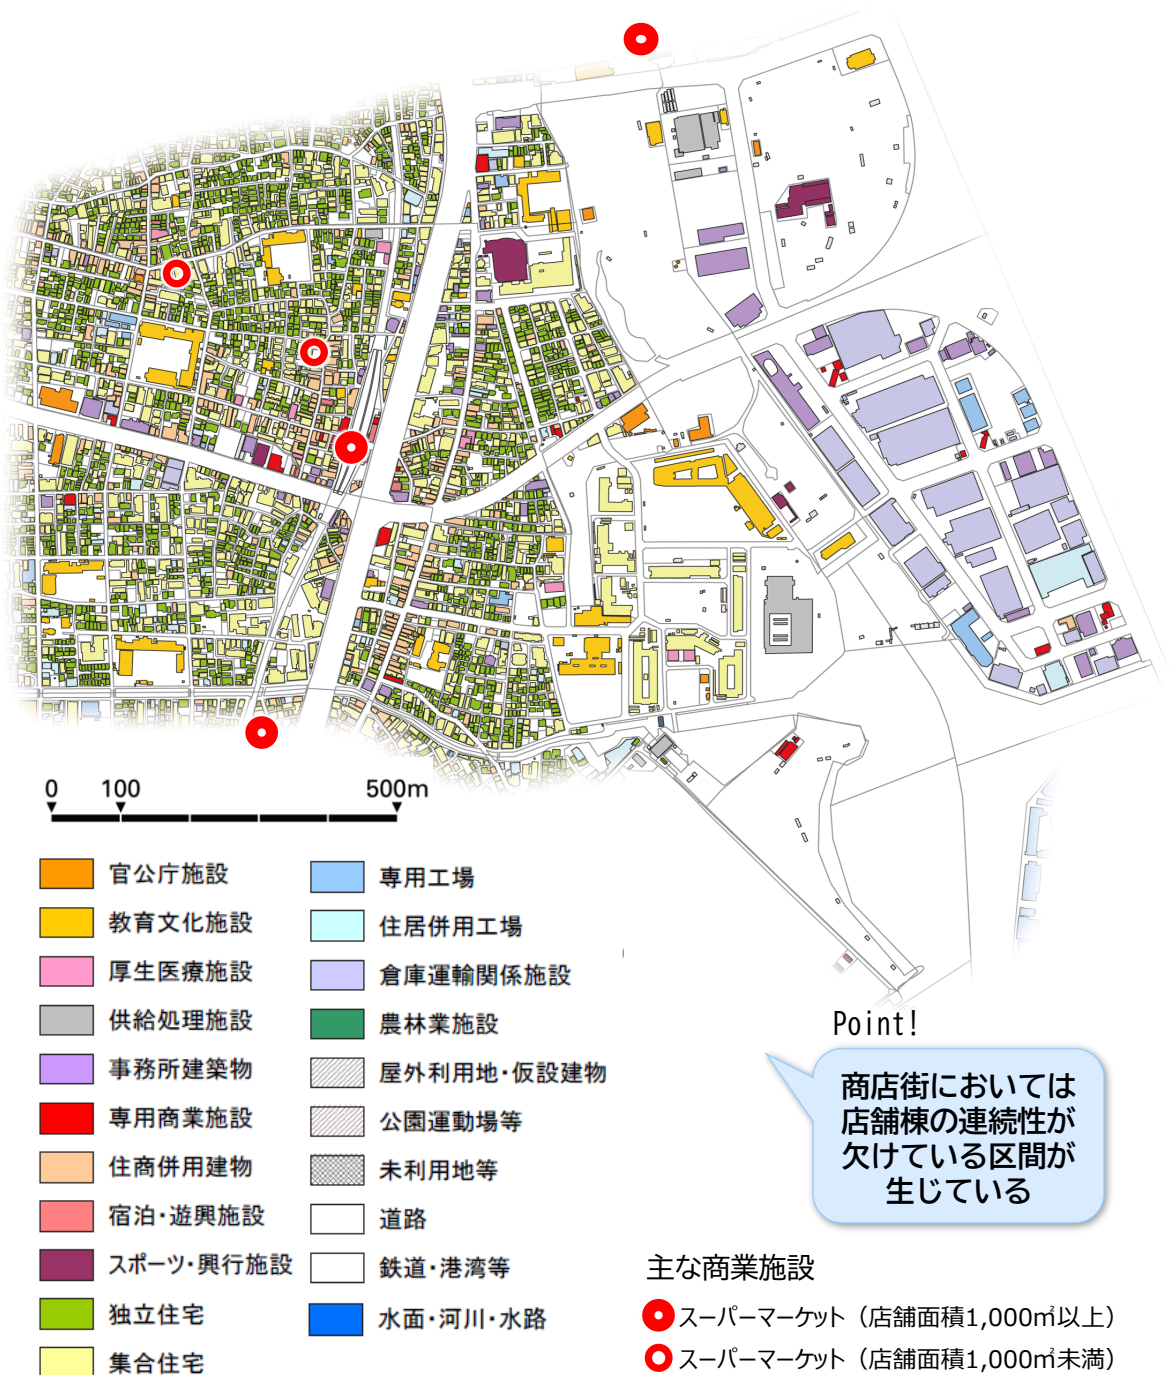 0 100 500m
官公庁施設
教育文化施設
厚生医療施設
供給処理施設
事務所建築物
専用商業施設
住商併用建物
宿泊・遊興施設
スポーツ・興行施設
独立住宅
集合住宅
専用工場
住居併用工場
倉庫運輸関係施設
農林業施設
屋外利用地・仮設建物
公園運動場等
未利用地等
道路
鉄道・港湾等
水面・河川・水路
Point!
商店街においては
店舗棟の連続性が
欠けている区間が
生じている
主な商業施設
スーパーマーケット（店舗面積1,000㎡以上）
スーパーマーケット（店舗面積1,000㎡未満）